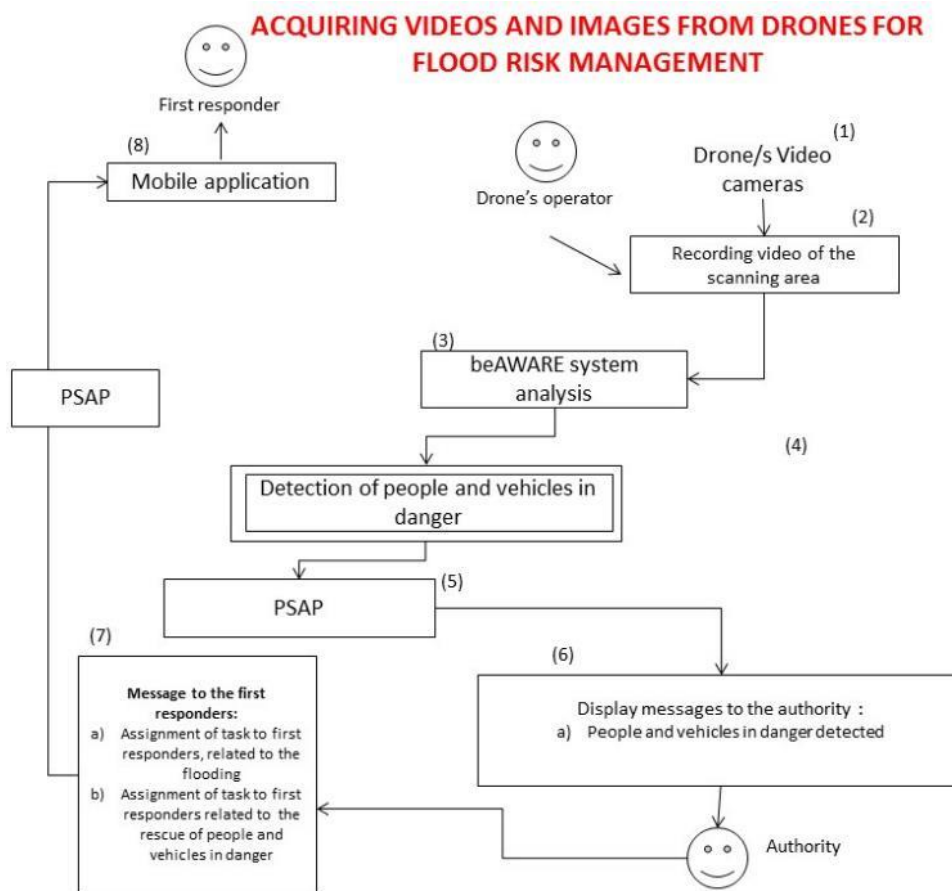 ACQUIRING VIDEOS AND IMAGES FROM DRONES FOR
FLOOD RISK MANAGEMENT
First responder
(8)
Mobile application
Drone's operator
(1)
Drone/s Video
cameras
(2)
Recording video of the
scanning area
(3)
beAWARE system
analysis
PSAP
(4)
Detection of people and vehicles in
danger
(5)
PSAP
(7)
Message to the first
responders:
a) Assignment of task to first
responders, related to the
flooding
b) Assignment of task to first
responders related to the
rescue of people and
vehicles in danger
(6)
Display messages to the authority :
a) People and vehicles in danger detected
Authority